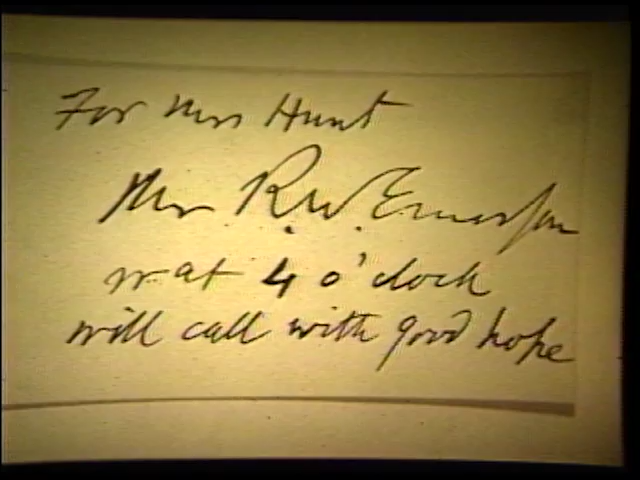 For Mrs Hunt
Mr R.W. Emerson
at 4 o'clock
will call with good hope